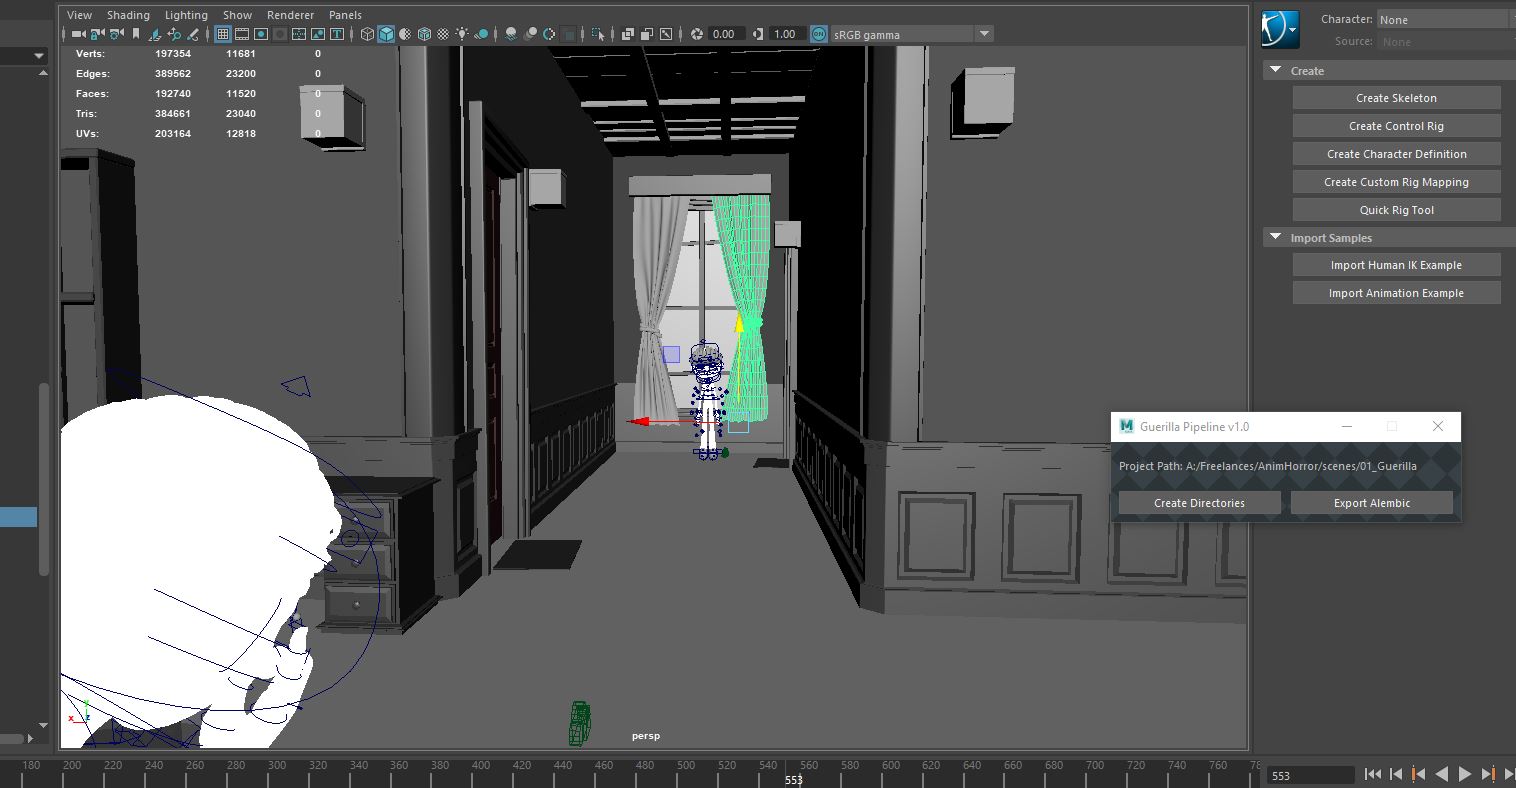 View Shading Lighting Show Renderer Panels
0.00 1.00 ON sRGB gamma
Verts: 197354 11681 0
Edges: 389562 23200 0
Faces: 192740 11520 0
Tris: 384661 23040 0
UVs: 203164 12818 0
persp
y
x z
Character: None
Source: None
Create
Create Skeleton
Create Control Rig
Create Character Definition
Create Custom Rig Mapping
Quick Rig Tool
Import Samples
Import Human IK Example
Import Animation Example
M Guerilla Pipeline v1.0
Project Path: A:/Freelances/AnimHorror/scenes/01_Guerilla
Create Directories Export Alembic
180 200 220 240 260 280 300 320 340 360 380 400 420 440 460 480 500 520 540 560 580 600 620 640 660 680 700 720 740 760
553
553